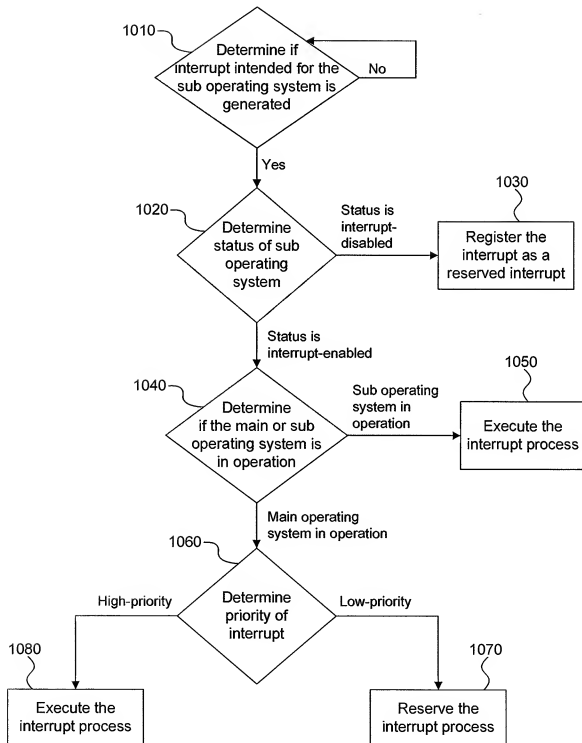 1010
Determine if
interrupt intended for the
sub operating system is
generated
No
Yes
1020
Determine
status of sub
operating
system
Status is
interrupt-
disabled
1030
Register the
interrupt as a
reserved interrupt
Status is
interrupt-enabled
1040
Determine
if the main or sub
operating system is
in operation
Sub operating
system in
operation
1050
Execute the
interrupt process
Main operating
system in operation
1060
Determine
priority of
interrupt
High-priority
Low-priority
1080
Execute the
interrupt process
1070
Reserve the
interrupt process